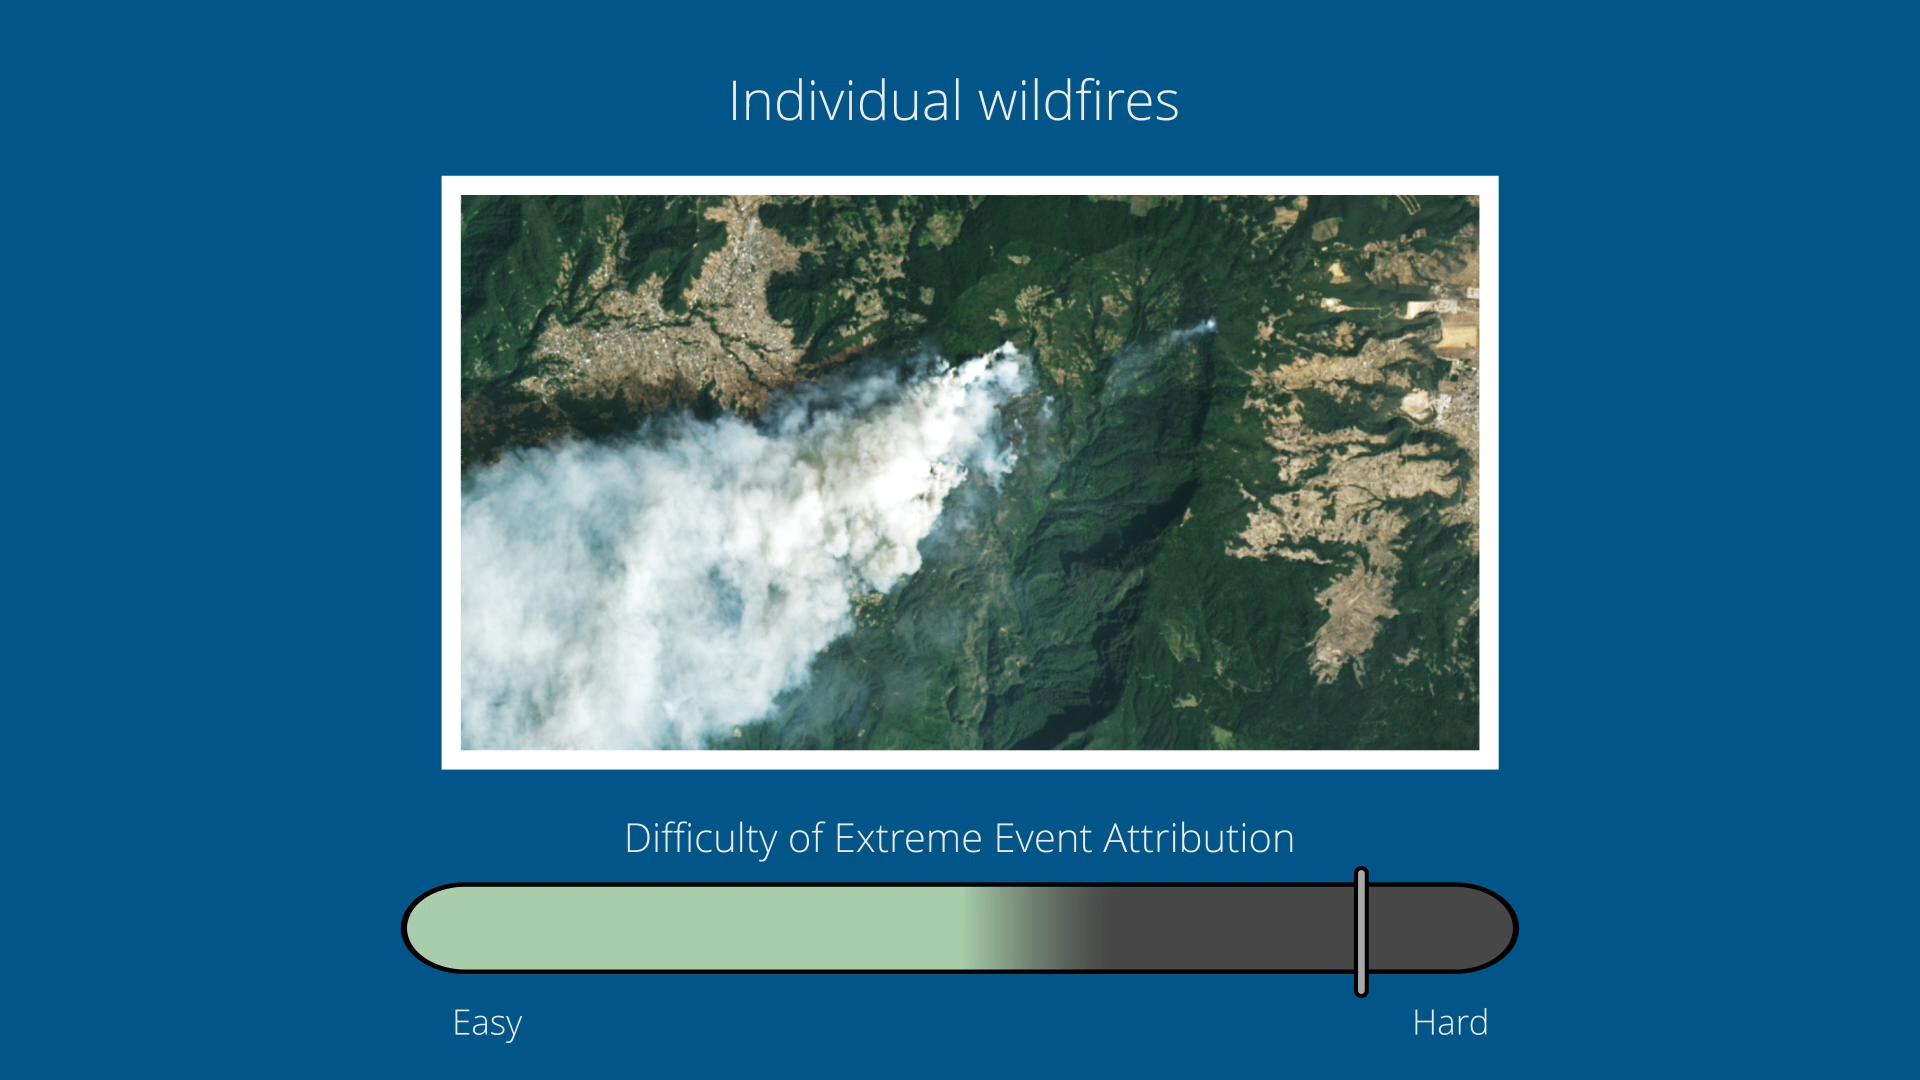 Individual wildfires
Difficulty of Extreme Event Attribution
Easy
Hard